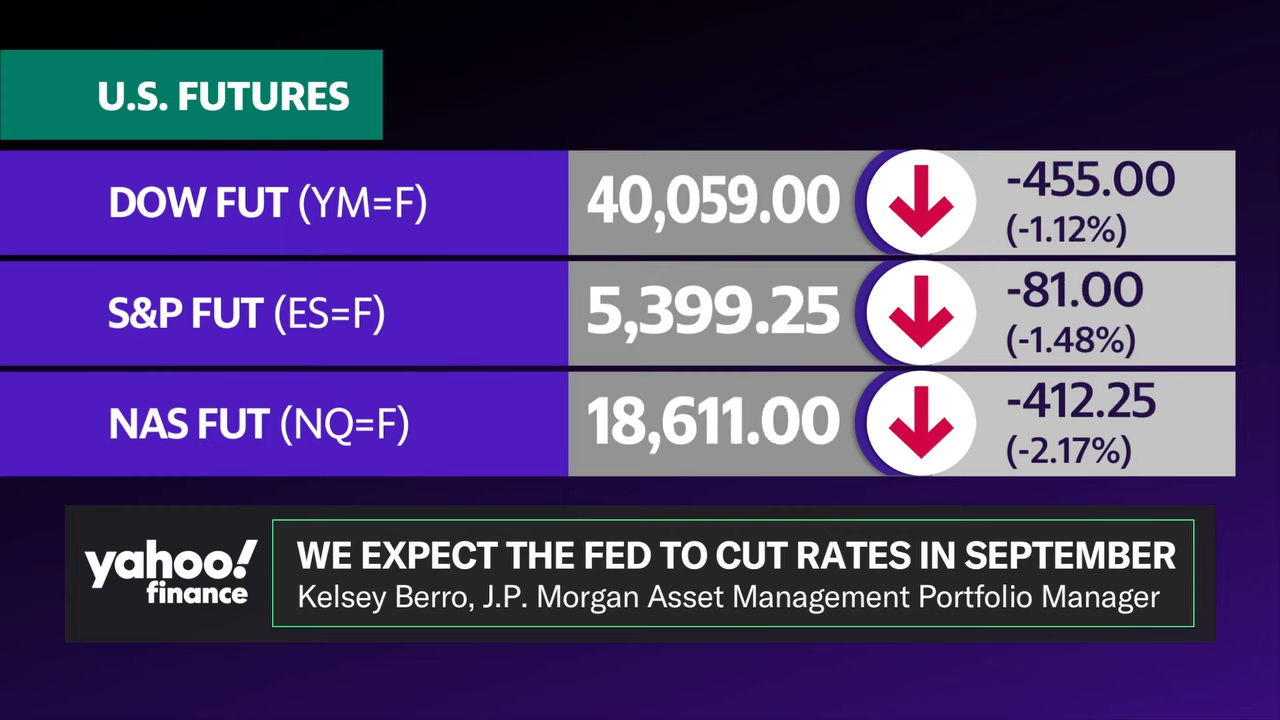 U.S. FUTURES
DOW FUT (YM=F) 40,059.00 -455.00
(-1.12%)
S&P FUT (ES=F) 5,399.25 -81.00
(-1.48%)
NAS FUT (NQ=F) 18,611.00 -412.25
(-2.17%)
yahoo!
finance
WE EXPECT THE FED TO CUT RATES IN SEPTEMBER
Kelsey Berro, J.P. Morgan Asset Management Portfolio Manager